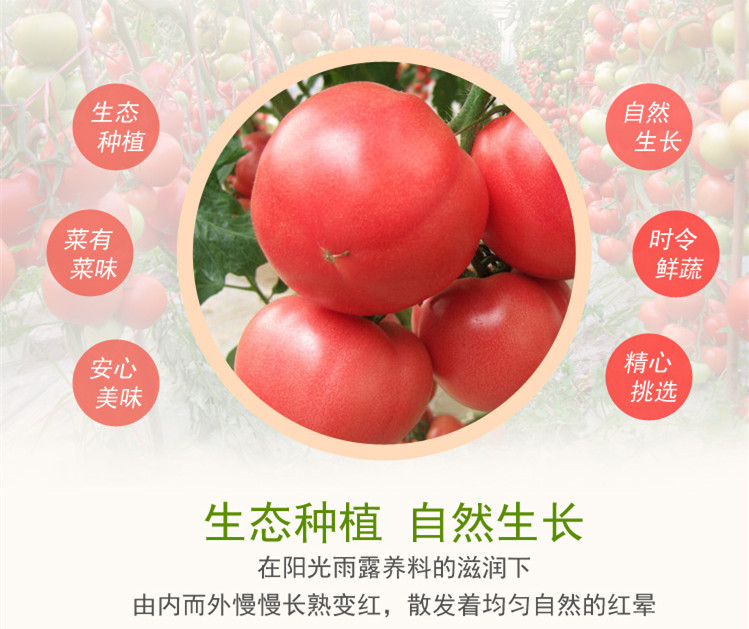 生态
种植
菜有
菜味
安心
美味
自然
生长
时令
鲜蔬
精心
挑选
生态种植 自然生长
在阳光雨露养料的滋润下
由内而外慢慢长熟变红，散发着均匀自然的红晕